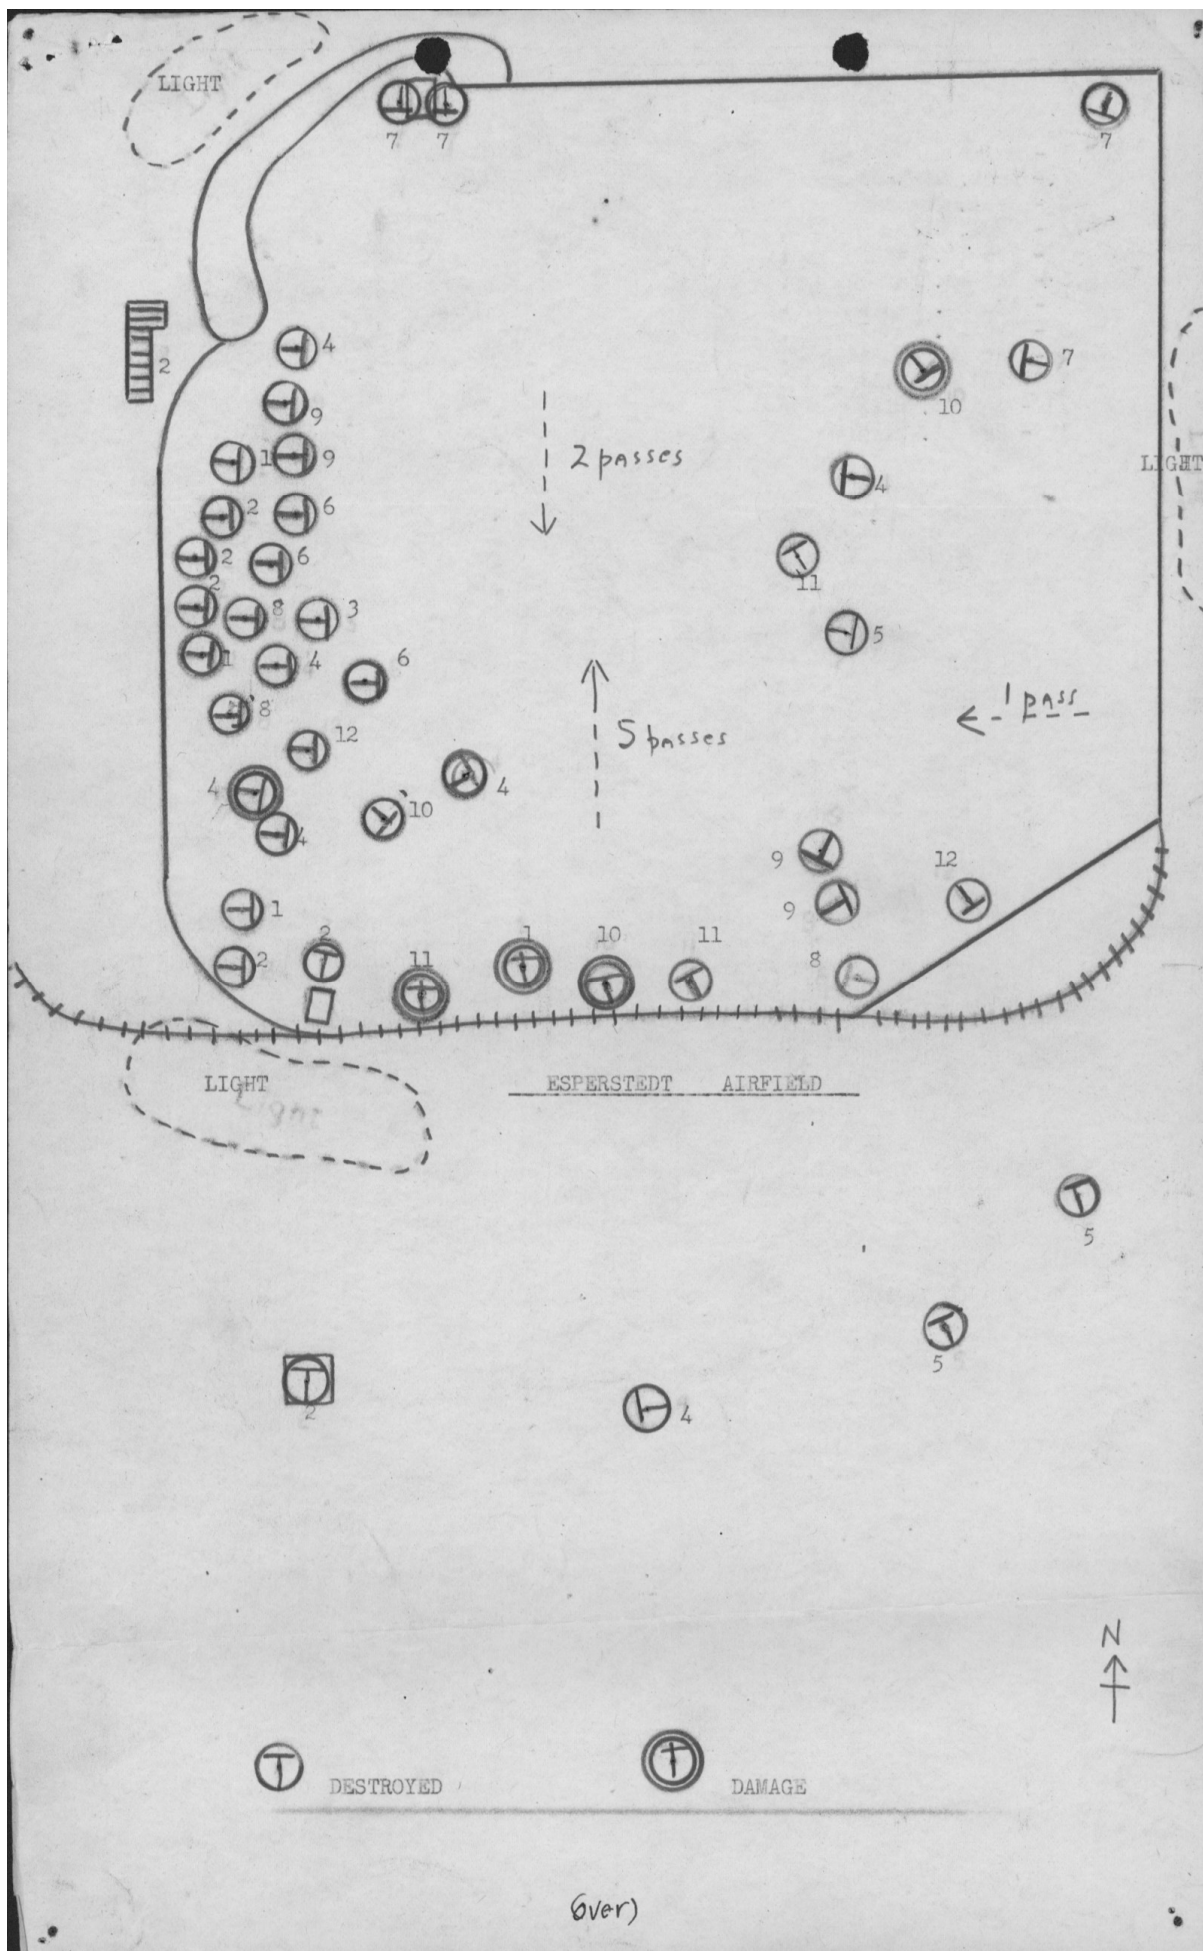 LIGHT
7 7 7
4
2
9
7
10
1 9
2 passes
LIGHT
4
2 6
2 6
11
2
8 3
5
1 4 6
8
1 pass
12
5 passes
4 4
10
4
9 12
9
1
2 2 11 1 10 11 8
LIGHT
Light
ESPERSTEDT AIRFIELD
5
5
2
4
N
DESTROYED DAMAGE
(over)